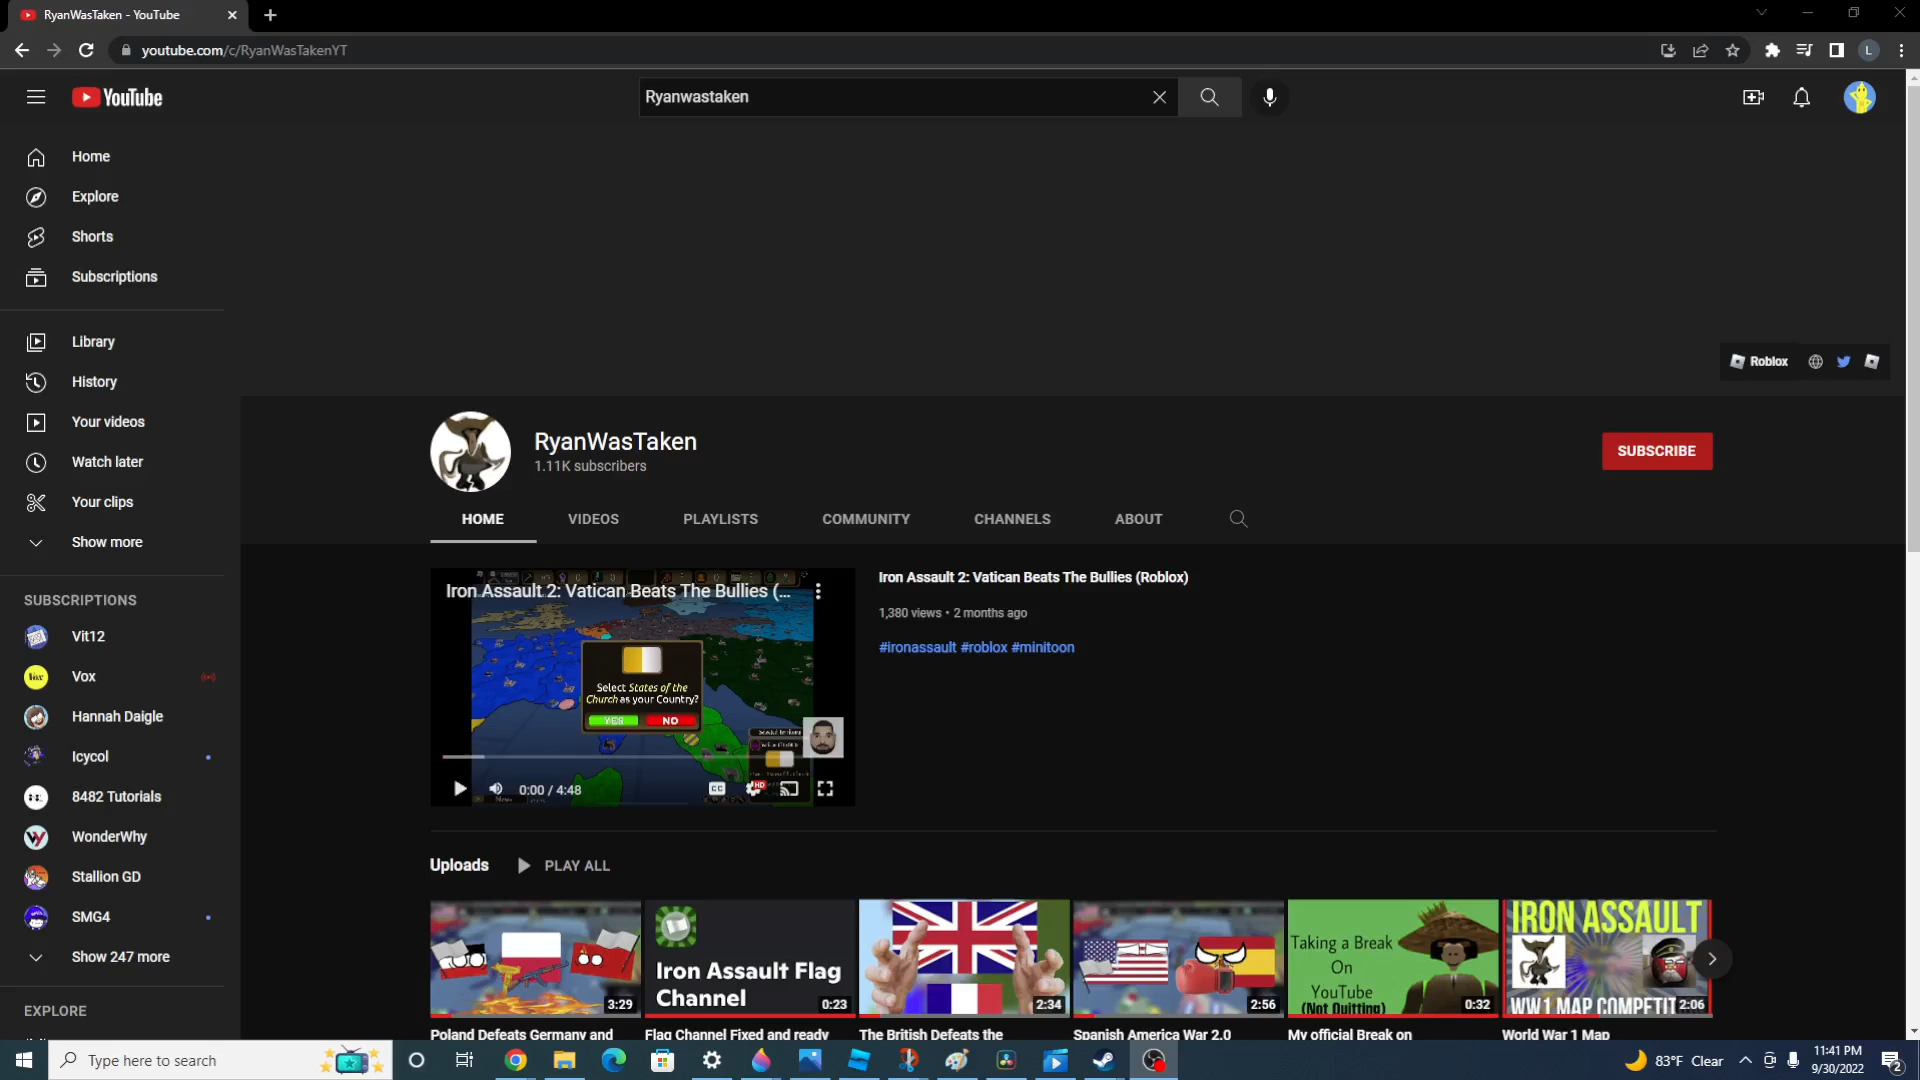 RyanWasTaken - YouTube
youtube.com/c/RyanWasTakenYT
L
YouTube
Ryanwastaken
Home
Explore
Shorts
Subscriptions
Library
History
Your videos
Watch later
Your clips
Show more
SUBSCRIPTIONS
Vit12
Vox
Hannah Daigle
Icycol
8482 Tutorials
WonderWhy
Stallion GD
SMG4
Show 247 more
EXPLORE
Roblox
RyanWasTaken
1.11K subscribers
SUBSCRIBE
HOME
VIDEOS
PLAYLISTS
COMMUNITY
CHANNELS
ABOUT
Iron Assault 2: Vatican Beats The Bullies (...
Select States of the
Church as your Country?
YES
NO
0:00 / 4:48
CC
HD
Iron Assault 2: Vatican Beats The Bullies (Roblox)
1,380 views • 2 months ago
#ironassault #roblox #minitoon
Uploads
PLAY ALL
3:29
Poland Defeats Germany and
Iron Assault Flag
Channel
0:23
Flag Channel Fixed and ready
2:34
The British Defeats the
2:56
Spanish America War 2.0
Taking a Break
On
YouTube
(Not Quitting)
0:32
My official Break on
IRON ASSAULT
WW1 MAP COMPETIT
2:06
World War 1 Map
Type here to search
83°F Clear
11:41 PM
9/30/2022
2